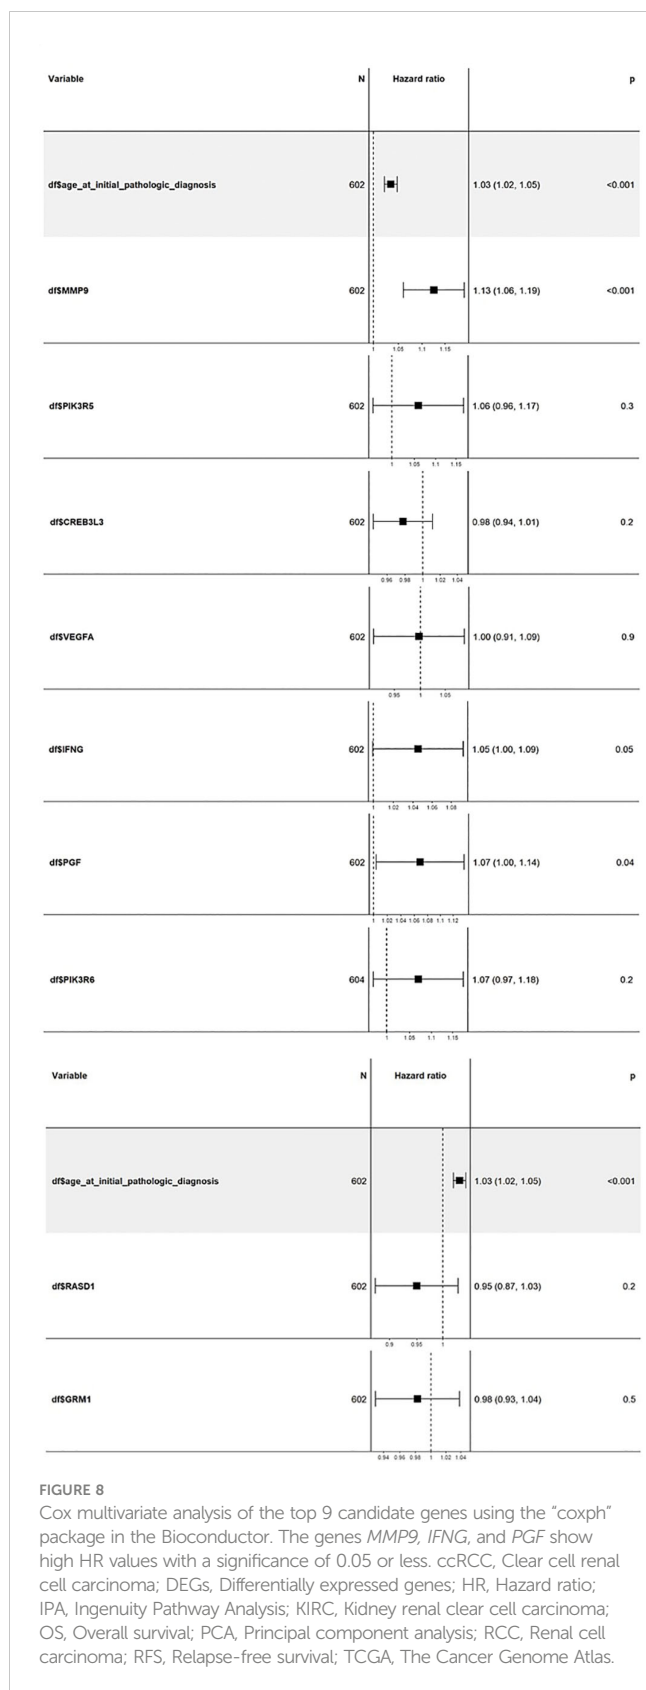 Variable N Hazard ratio p
df$age_at_initial_pathologic_diagnosis 602 1.03 (1.02, 1.05) <0.001
df$MMP9 602 1.13 (1.06, 1.19) <0.001
1 1.05 1.1 1.15
df$PIK3R5 602 1.06 (0.96, 1.17) 0.3
1 1.05 1.1 1.15
df$CREB3L3 602 0.98 (0.94, 1.01) 0.2
0.96 0.98 1 1.02 1.04
df$VEGFA 602 1.00 (0.91, 1.09) 0.9
0.95 1 1.05
df$IFNG 602 1.05 (1.00, 1.09) 0.05
1 1.02 1.04 1.06 1.08
df$PGF 602 1.07 (1.00, 1.14) 0.04
1 1.02 1.04 1.06 1.08 1.1 1.12
df$PIK3R6 604 1.07 (0.97, 1.18) 0.2
1 1.05 1.1 1.15
Variable N Hazard ratio p
df$age_at_initial_pathologic_diagnosis 602 1.03 (1.02, 1.05) <0.001
df$RASD1 602 0.95 (0.87, 1.03) 0.2
0.9 0.95 1
df$GRM1 602 0.98 (0.93, 1.04) 0.5
0.94 0.96 0.98 1 1.02 1.04
FIGURE 8
Cox multivariate analysis of the top 9 candidate genes using the “coxph”
package in the Bioconductor. The genes MMP9, IFNG, and PGF show
high HR values with a significance of 0.05 or less. ccRCC, Clear cell renal
cell carcinoma; DEGs, Differentially expressed genes; HR, Hazard ratio;
IPA, Ingenuity Pathway Analysis; KIRC, Kidney renal clear cell carcinoma;
OS, Overall survival; PCA, Principal component analysis; RCC, Renal cell
carcinoma; RFS, Relapse-free survival; TCGA, The Cancer Genome Atlas.